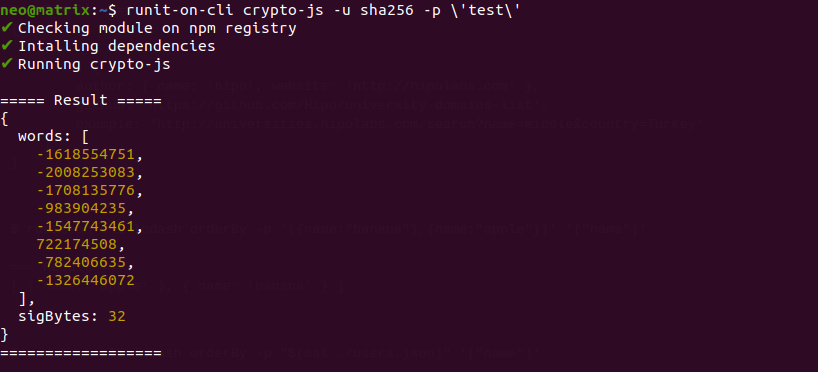 neo@matrix:~$ runit-on-cli crypto-js -u sha256 -p \'test\'
✔ Checking module on npm registry
✔ Intalling dependencies
✔ Running crypto-js
===== Result =====
{
words: [
-1618554751,
-2008253083,
-1708135776,
-983904235,
-1547743461,
722174508,
-782406635,
-1326446072
],
sigBytes: 32
}
==================